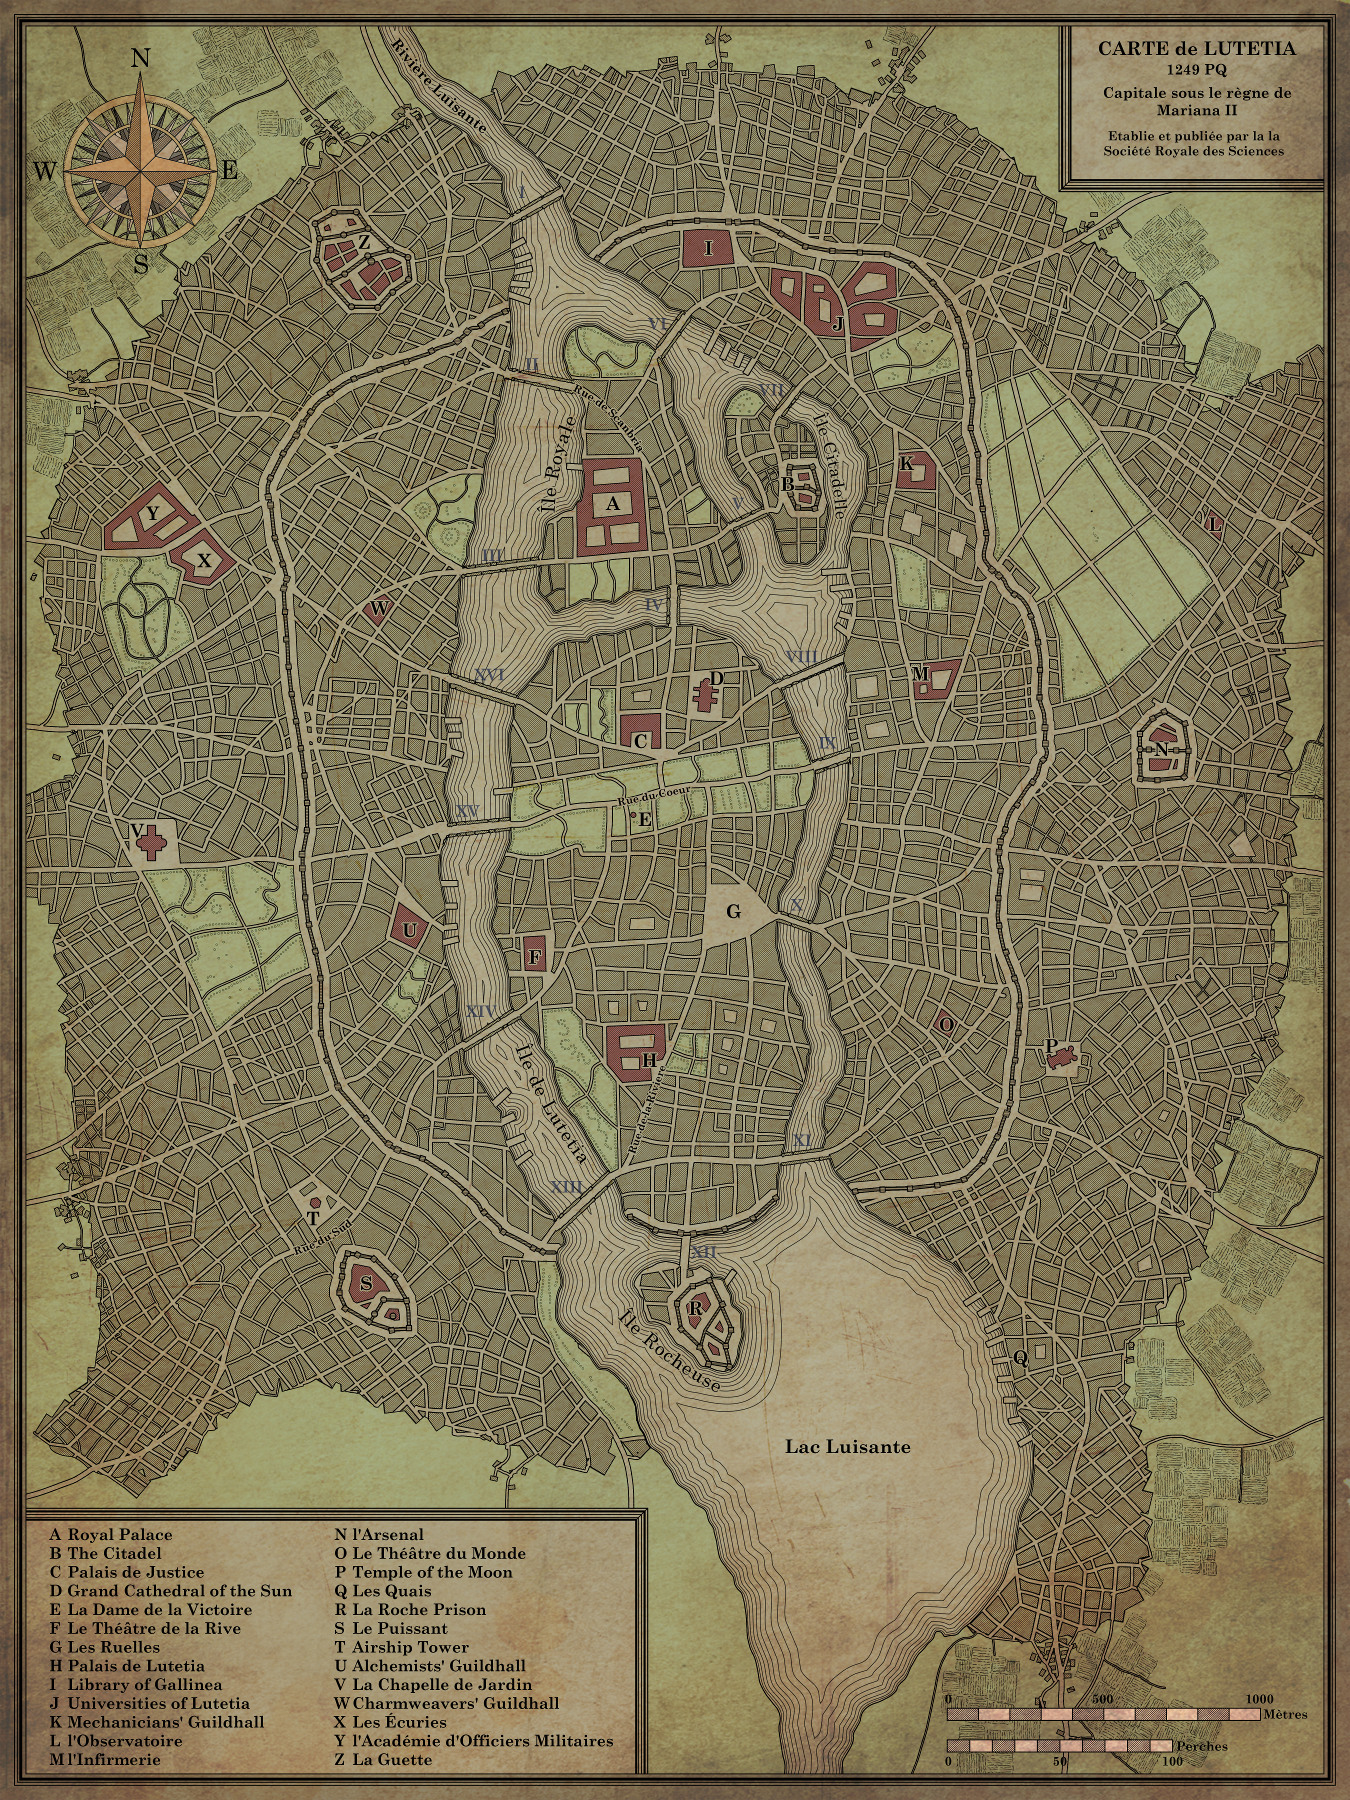 CARTE de LUTETIA
1249 PQ
Capitale sous le règne de
Mariana II
Etablie et publiée par la la
Société Royale des Sciences
N
W
E
S
Rivière Luisante
I
Z
I
J
VI
II
VII
Rue de Scanbria
Île Royale
Île Citadelle
K
B
A
V
L
Y
X
III
W
IV
XVI
VIII
D
M
C
IX
N
Rue du Coeur
XV
E
V
G
X
U
F
XIV
O
H
P
Île de Lutetia
Rue de la Rivière
XI
XIII
T
Rue du Sud
XII
S
R
Île Rocheuse
Q
Lac Luisante
A Royal Palace
B The Citadel
C Palais de Justice
D Grand Cathedral of the Sun
E La Dame de la Victoire
F Le Théâtre de la Rive
G Les Ruelles
H Palais de Lutetia
I Library of Gallinea
J Universities of Lutetia
K Mechanicians' Guildhall
L l'Observatoire
M l'Infirmerie
N l'Arsenal
O Le Théâtre du Monde
P Temple of the Moon
Q Les Quais
R La Roche Prison
S Le Puissant
T Airship Tower
U Alchemists' Guildhall
V La Chapelle de Jardin
W Charmweavers' Guildhall
X Les Écuries
Y l'Académie d'Officiers Militaires
Z La Guette
0 500 1000
Mètres
Perches
0 50 100